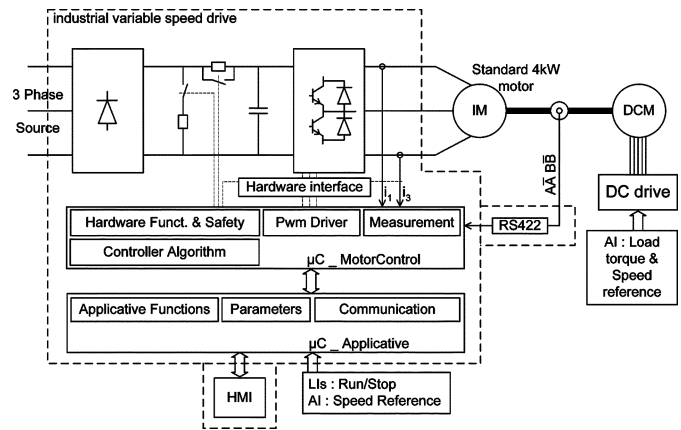 industrial variable speed drive
3 Phase
Source
Standard 4kW
motor
IM
DCM
AA̅ BB̅
Hardware interface
i1
i3
DC drive
Hardware Funct. & Safety
Pwm Driver
Measurement
RS422
Controller Algorithm
µC _ MotorControl
AI : Load
torque &
Speed
reference
Applicative Functions
Parameters
Communication
µC _ Applicative
HMI
LIs : Run/Stop
AI : Speed Reference